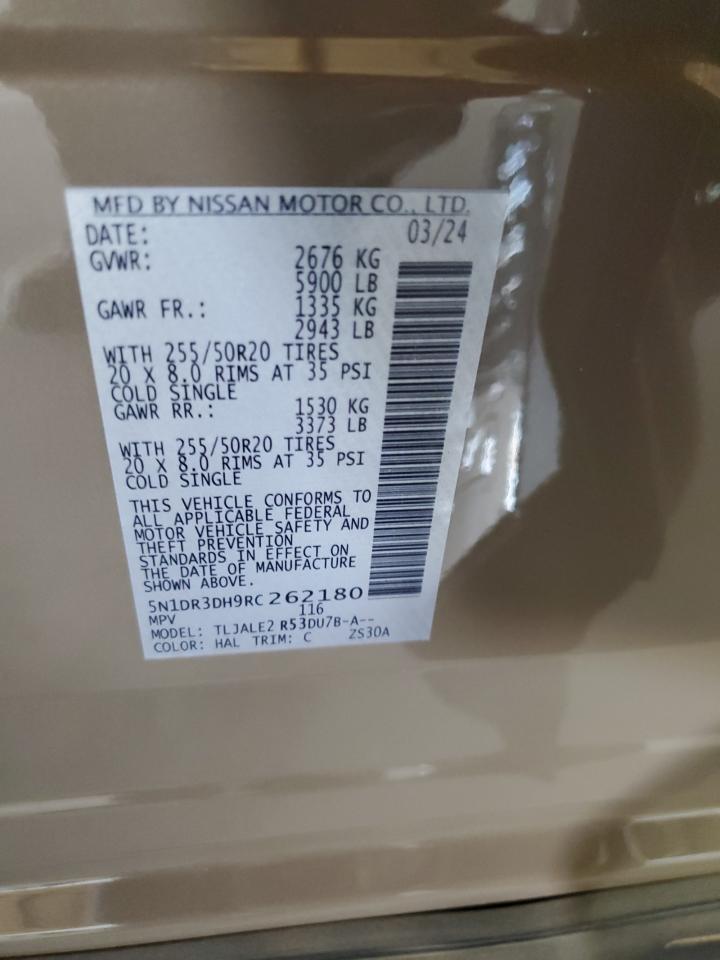 MFD BY NISSAN MOTOR CO., LTD.
DATE: 03/24
GVWR: 2676 KG
5900 LB
GAWR FR.: 1335 KG
2943 LB
WITH 255/50R20 TIRES
20 X 8.0 RIMS AT 35 PSI
COLD SINGLE
GAWR RR.: 1530 KG
3373 LB
WITH 255/50R20 TIRES
20 X 8.0 RIMS AT 35 PSI
COLD SINGLE
THIS VEHICLE CONFORMS TO
ALL APPLICABLE FEDERAL
MOTOR VEHICLE SAFETY AND
THEFT PREVENTION
STANDARDS IN EFFECT ON
THE DATE OF MANUFACTURE
SHOWN ABOVE.
5N1DR3DH9RC262180
MPV 116
MODEL: TLJALE2 R53DU7B-A--
COLOR: HAL TRIM: C ZS30A